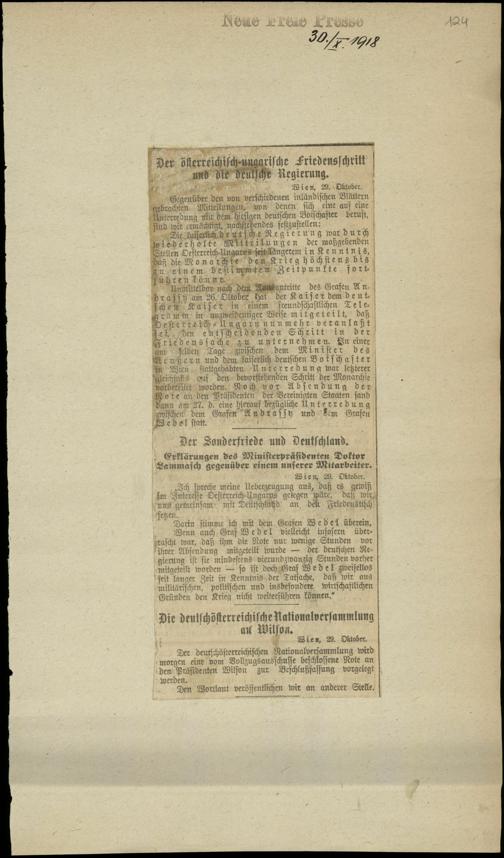 Neue Freie Presse
124
30./X. 1918
Der österreichisch-ungarische Friedensschritt
und die deutsche Regierung.
Wien, 29. Oktober.
Gegenüber den von verschiedenen inländischen Blättern
gebrachten Mitteilungen, von denen sich eine auf eine
Unterredung mit dem hiesigen deutschen Botschafter beruft,
sind wir ermächtigt, nachstehendes festzustellen:
Die kaiserlich deutsche Regierung war durch
wiederholte Mitteilungen der maßgebenden
Stellen Oesterreich-Ungarns seit längerem in Kenntnis,
daß die Monarchie den Krieg höchstens bis
zu einem bestimmten Zeitpunkte fort-
führen könne.
Unmittelbar nach dem Amtsantritte des Grafen An-
drassy am 26. Oktober hat der Kaiser dem deut-
schen Kaiser in einem freundschaftlichen Tele-
gramm in unzweideutiger Weise mitgeteilt, daß
Oesterreich-Ungarn nunmehr veranlaßt
sei, den entscheidenden Schritt in der
Friedenssache zu unternehmen. In einer
am selben Tage zwischen dem Minister des
Aeußern und dem kaiserlich deutschen Botschafter
in Wien stattgehabten Unterredung war letzterer
gleichfalls auf den bevorstehenden Schritt der Monarchie
vorbereitet worden. Noch vor Absendung der
Note an den Präsidenten der Vereinigten Staaten fand
dann am 27. d. eine hierauf bezügliche Unterredung
zwischen dem Grafen Andrassy und dem Grafen
Wedel statt.
Der Sonderfriede und Deutschland.
Erklärungen des Ministerpräsidenten Doktor
Lammasch gegenüber einem unserer Mitarbeiter.
Wien, 29. Oktober.
„Ich spreche meine Ueberzeugung aus, daß es gewiß
im Interesse Oesterreich-Ungarns gelegen wäre, daß wir
uns gemeinsam mit Deutschland an den Friedenstisch
setzen.
Darin stimme ich mit dem Grafen Wedel überein.
Wenn auch Graf Wedel vielleicht insofern über-
rascht war, daß ihm die Note nur wenige Stunden vor
ihrer Absendung mitgeteilt wurde — der deutschen Re-
gierung ist sie mindestens vierundzwanzig Stunden vorher
mitgeteilt worden — so ist doch Graf Wedel zweifellos
seit langer Zeit in Kenntnis der Tatsache, daß wir aus
militärischen, politischen und insbesondere wirtschaftlichen
Gründen den Krieg nicht weiterführen können."
Die deutschösterreichische Nationalversammlung
an Wilson.
Wien, 29. Oktober.
Der deutschösterreichischen Nationalversammlung wird
morgen eine vom Vollzugsausschusse beschlossene Note an
den Präsidenten Wilson zur Beschlußfassung vorgelegt
werden.
Den Wortlaut veröffentlichen wir an anderer Stelle.